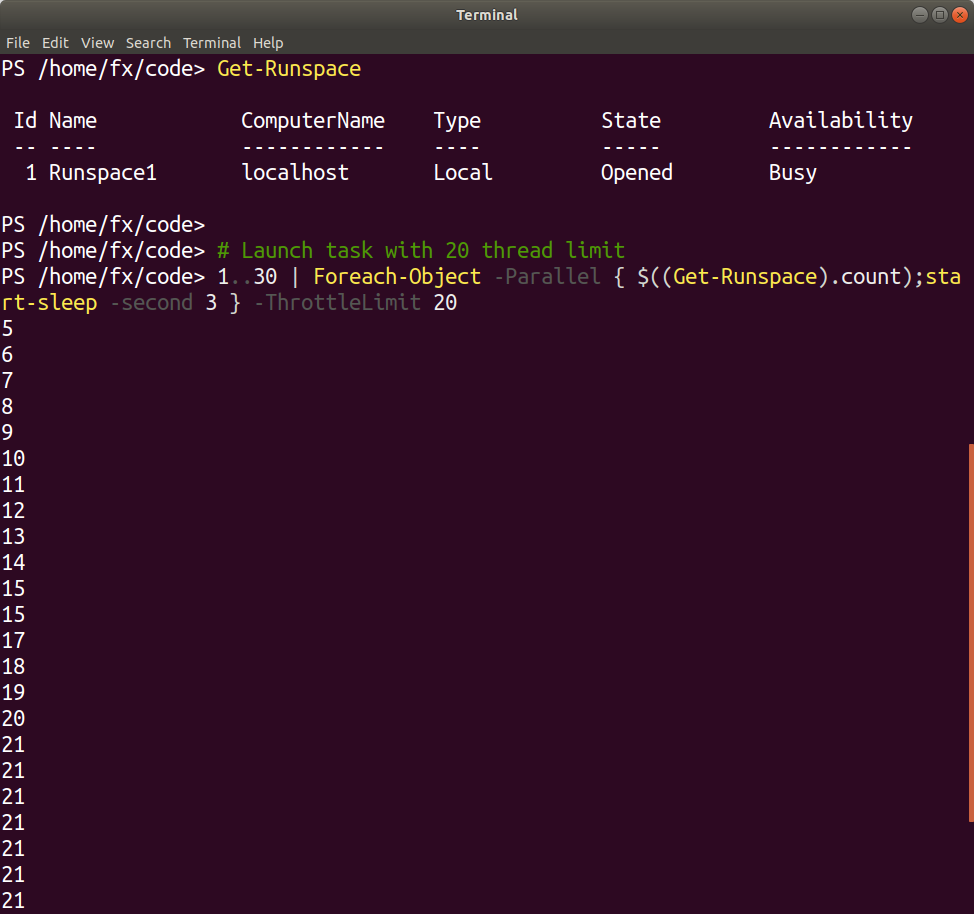 Terminal
File Edit View Search Terminal Help
PS /home/fx/code> Get-Runspace
Id Name ComputerName Type State Availability
-- ---- ------------ ---- ----- ------------
1 Runspace1 localhost Local Opened Busy
PS /home/fx/code>
PS /home/fx/code> # Launch task with 20 thread limit
PS /home/fx/code> 1..30 | Foreach-Object -Parallel { $((Get-Runspace).count);sta
rt-sleep -second 3 } -ThrottleLimit 20
5
6
7
8
9
10
11
12
13
14
15
15
17
18
19
20
21
21
21
21
21
21
21